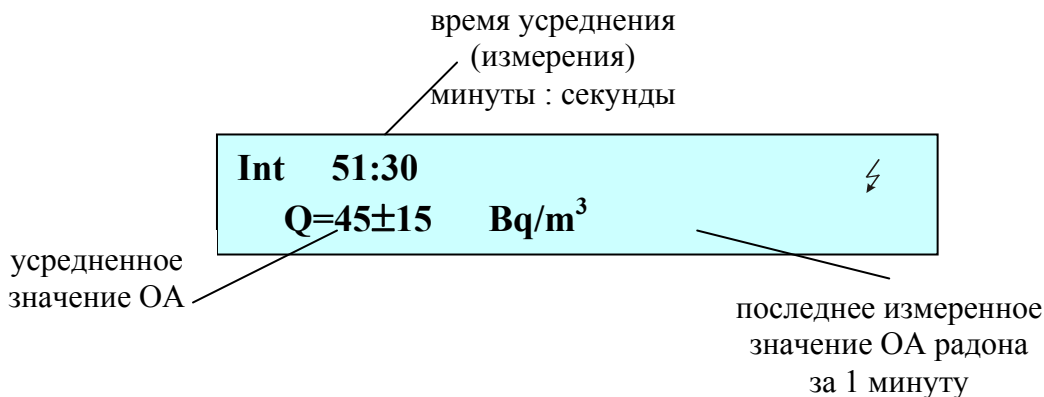 время усреднения
(измерения)
минуты : секунды
Int 51:30
Q=45±15 Bq/m³
усредненное
значение ОА
последнее измеренное
значение ОА радона
за 1 минуту